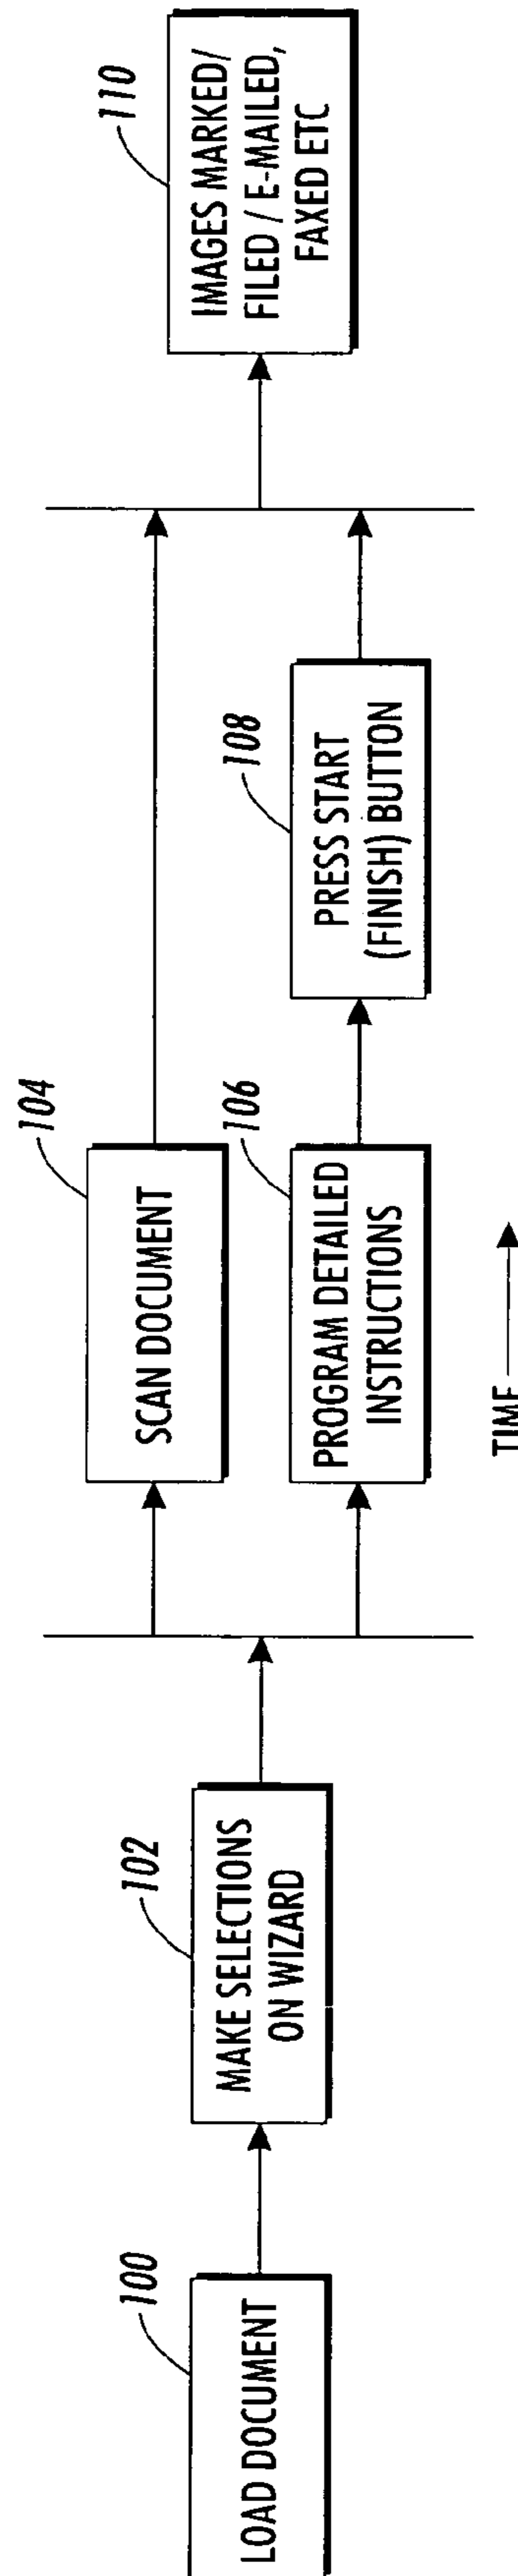 100
LOAD DOCUMENT
102
MAKE SELECTIONS
ON WIZARD
104
SCAN DOCUMENT
106
PROGRAM DETAILED
INSTRUCTIONS
108
PRESS START
(FINISH) BUTTON
110
IMAGES MARKED/
FILED / E-MAILED,
FAXED ETC
TIME